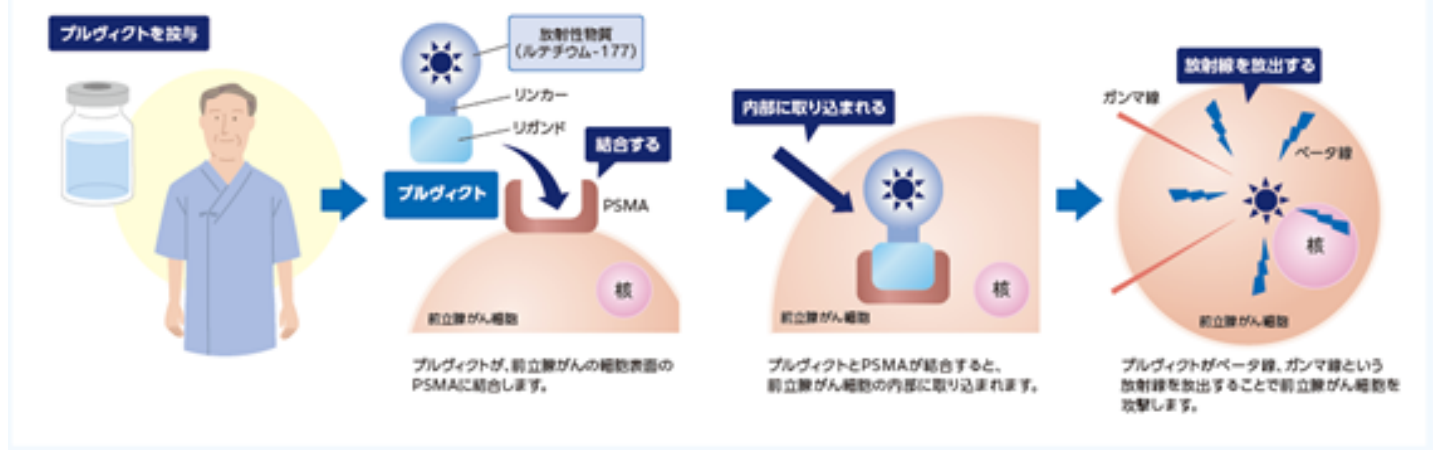 プルヴィクトを投与
放射性物質
(ルテチウム-177)
リンカー
リガンド
結合する
プルヴィクト
PSMA
核
前立腺がん細胞
プルヴィクトが、前立腺がんの細胞表面の
PSMAに結合します。
内部に取り込まれる
核
前立腺がん細胞
プルヴィクトとPSMAが結合すると、
前立腺がん細胞の内部に取り込まれます。
放射線を放出する
ガンマ線
ベータ線
核
前立腺がん細胞
プルヴィクトがベータ線、ガンマ線という
放射線を放出することで前立腺がん細胞を
攻撃します。